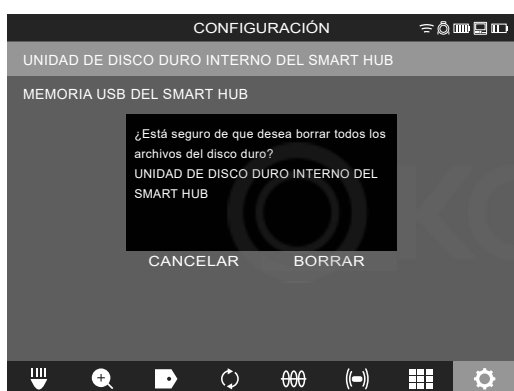 CONFIGURACIÓN
UNIDAD DE DISCO DURO INTERNO DEL SMART HUB
MEMORIA USB DEL SMART HUB
¿Está seguro de que desea borrar todos los
archivos del disco duro?
UNIDAD DE DISCO DURO INTERNO DEL
SMART HUB
CANCELAR BORRAR